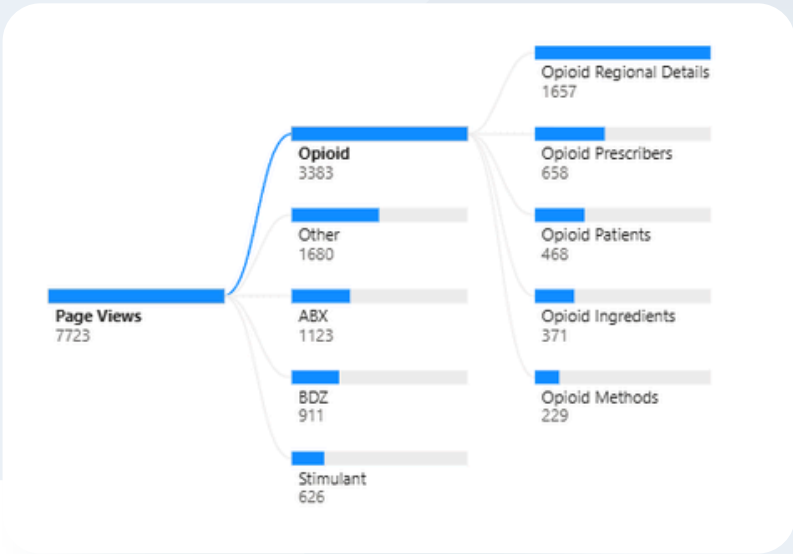 Page Views
7723
Opioid
3383
Other
1680
ABX
1123
BDZ
911
Stimulant
626
Opioid Regional Details
1657
Opioid Prescribers
658
Opioid Patients
468
Opioid Ingredients
371
Opioid Methods
229